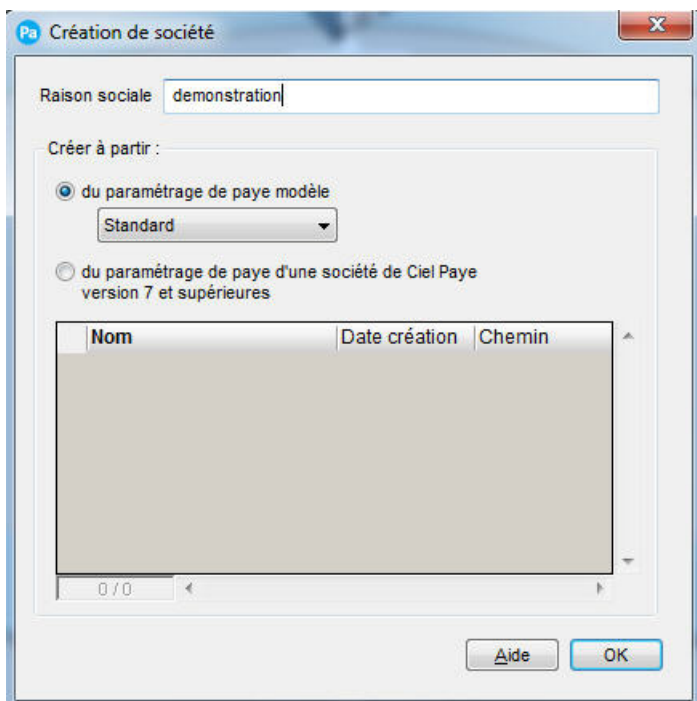 Pa Création de société
Raison sociale demonstration
Créer à partir :
du paramétrage de paye modèle
Standard
du paramétrage de paye d'une société de Ciel Paye
version 7 et supérieures
Nom Date création Chemin
0 / 0
Aide OK